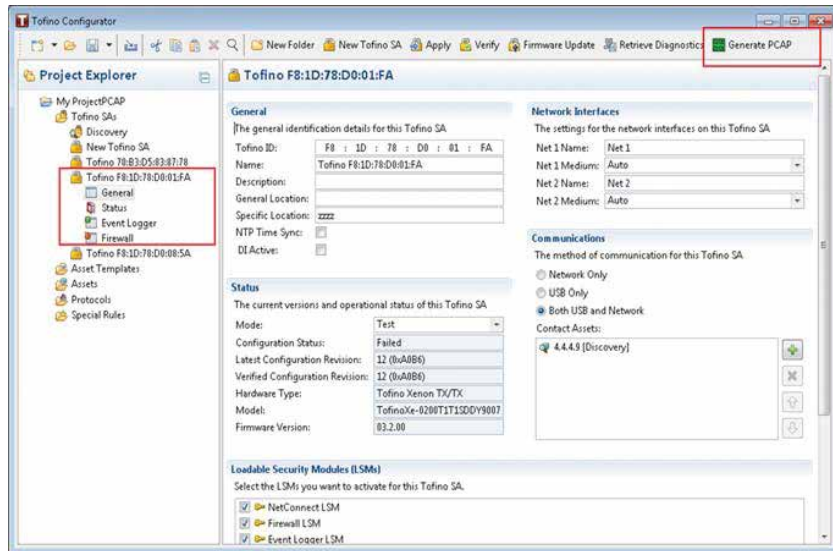 Tofino Configurator
New Folder New Tofino SA Apply Verify Firmware Update Retrieve Diagnostics Generate PCAP
Project Explorer
My ProjectPCAP
Tofino SAs
Discovery
New Tofino SA
Tofino 70:B3:D5:03:87:78
Tofino F8:1D:78:D0:01:FA
General
Status
Event Logger
Firewall
Tofino F8:1D:78:D0:08:5A
Asset Templates
Assets
Protocols
Special Rules
Tofino F8:1D:78:D0:01:FA
General
The general identification details for this Tofino SA
Tofino ID: F8 : 1D : 78 : D0 : 01 : FA
Name: Tofino F8:1D:78:D0:01:FA
Description:
General Location:
Specific Location: zzzz
NTP Time Sync:
DI Active:
Status
The current versions and operational status of this Tofino SA
Mode: Test
Configuration Status: Failed
Latest Configuration Revision: 12 (0xA0B6)
Verified Configuration Revision: 12 (0xA0B6)
Hardware Type: Tofino Xenon TX/TX
Model: TofinoXe-0200T1T1SDDY9007
Firmware Version: 03.2.00
Network Interfaces
The settings for the network interfaces on this Tofino SA
Net 1 Name: Net 1
Net 1 Medium: Auto
Net 2 Name: Net 2
Net 2 Medium: Auto
Communications
The method of communication for this Tofino SA
Network Only
USB Only
Both USB and Network
Contact Assets:
4.4.4.9 [Discovery]
Loadable Security Modules (LSMs)
Select the LSMs you want to activate for this Tofino SA.
NetConnect LSM
Firewall LSM
Event Logger LSM